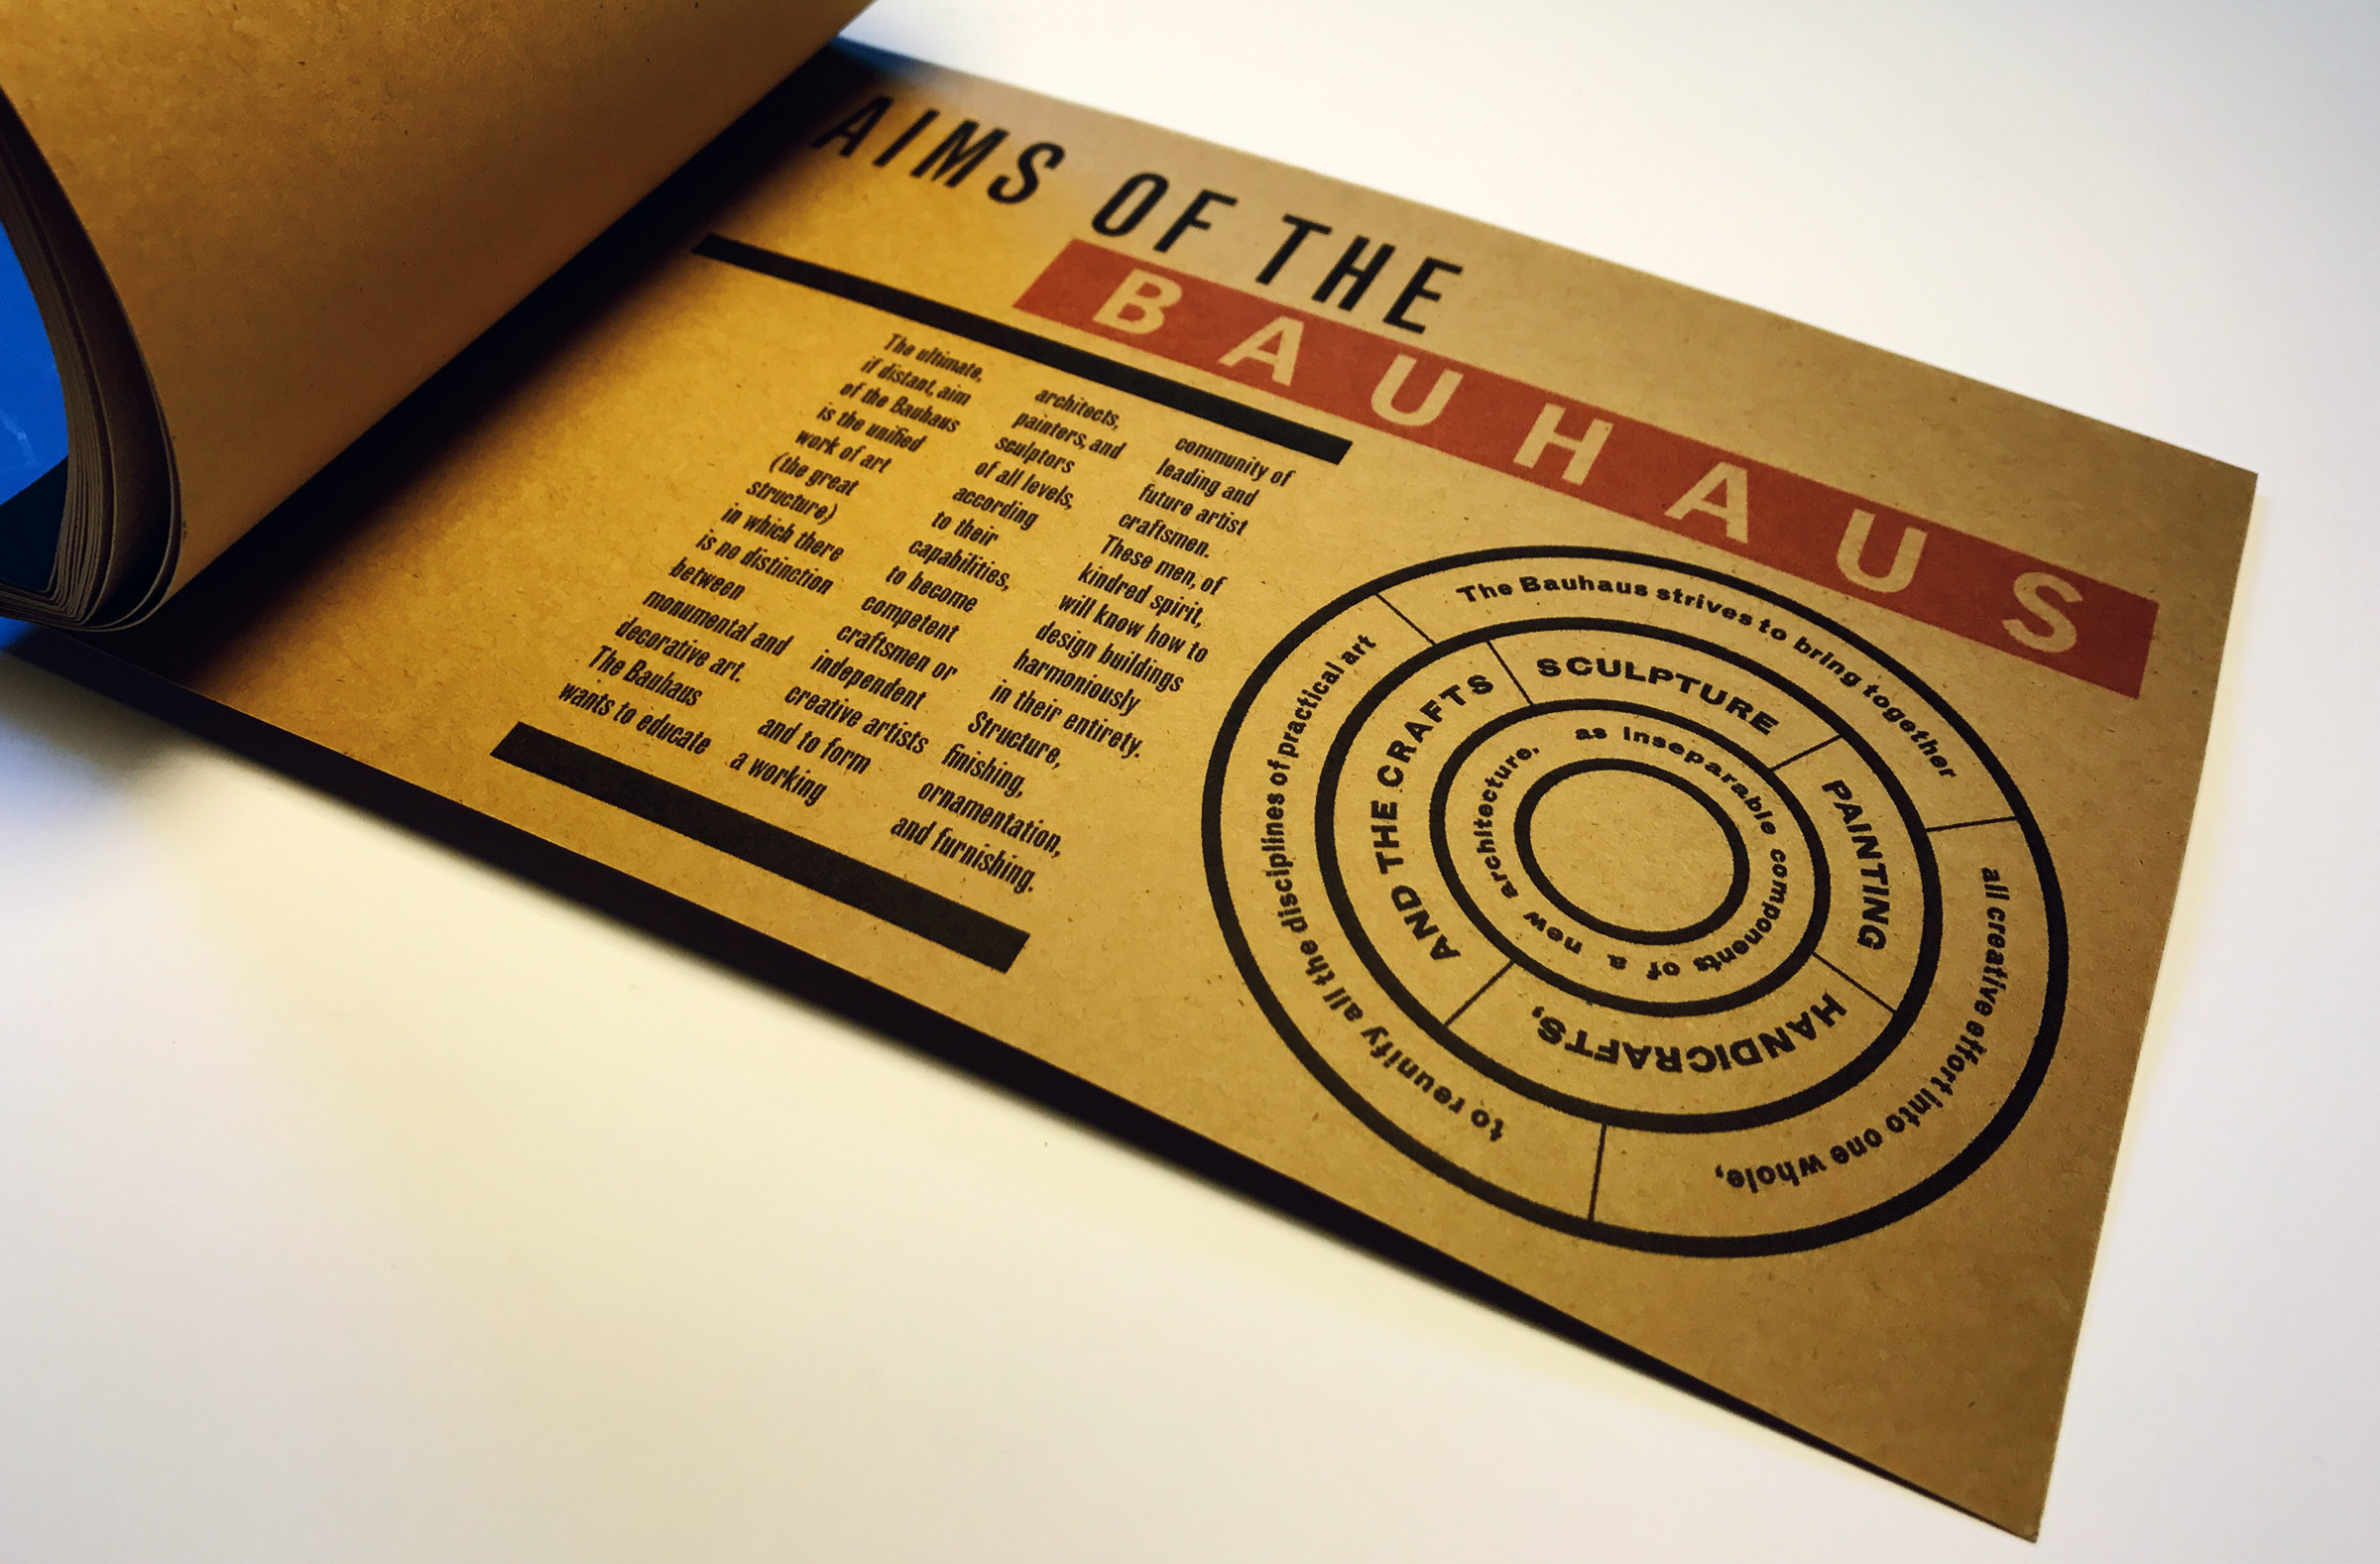 AIMS OF THE
BAUHAUS
The ultimate,
if distant, aim
of the Bauhaus
is the unified
work of art
(the great
structure)
in which there
is no distinction
between
monumental and
decorative art.
The Bauhaus
wants to educate
architects,
painters, and
sculptors
of all levels,
according
to their
capabilities,
to become
competent
craftsmen or
independent
creative artists
and to form
a working
community of
leading and
future artist
craftsmen.
These men, of
kindred spirit,
will know how to
design buildings
harmoniously
in their entirety.
Structure,
finishing,
ornamentation,
and furnishing.
The Bauhaus strives to bring together
all creative effort into one whole,
to reunify all the disciplines of practical art
SCULPTURE
PAINTING
HANDICRAFTS,
AND THE CRAFTS
as inseparable components of a new architecture.